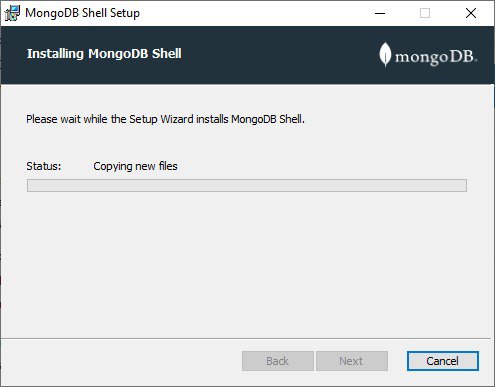 MongoDB Shell Setup
Installing MongoDB Shell
mongoDB®
Please wait while the Setup Wizard installs MongoDB Shell.
Status: Copying new files
Back Next Cancel